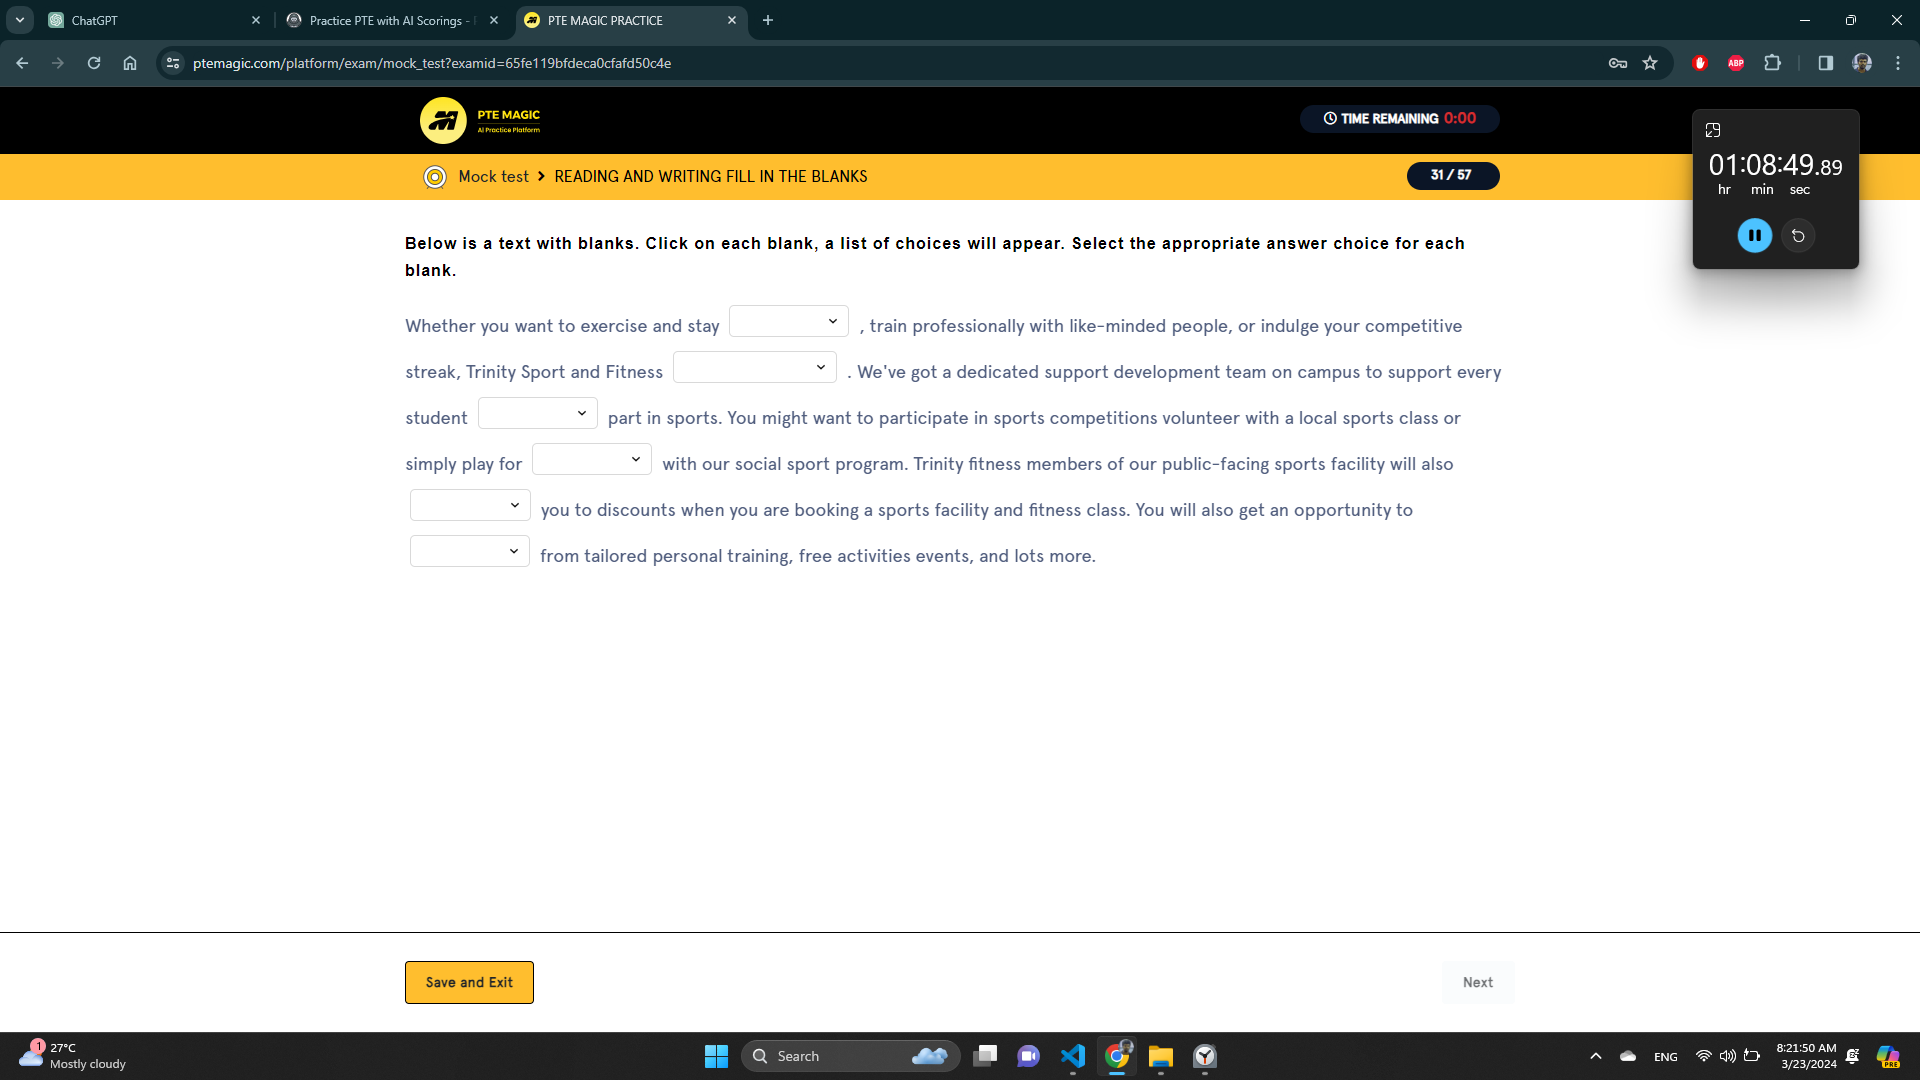 ChatGPT
Practice PTE with AI Scorings -
PTE MAGIC PRACTICE
ptemagic.com/platform/exam/mock_test?examid=65fe119bfdeca0cfafd50c4e
ABP
PTE MAGIC
AI Practice Platform
TIME REMAINING 0:00
01:08:49.89
hr min sec
Mock test > READING AND WRITING FILL IN THE BLANKS
31 / 57
Below is a text with blanks. Click on each blank, a list of choices will appear. Select the appropriate answer choice for each
blank.
Whether you want to exercise and stay , train professionally with like-minded people, or indulge your competitive
streak, Trinity Sport and Fitness . We've got a dedicated support development team on campus to support every
student part in sports. You might want to participate in sports competitions volunteer with a local sports class or
simply play for with our social sport program. Trinity fitness members of our public-facing sports facility will also
you to discounts when you are booking a sports facility and fitness class. You will also get an opportunity to
from tailored personal training, free activities events, and lots more.
Save and Exit
Next
1
27°C
Mostly cloudy
Search
ENG
8:21:50 AM
3/23/2024
PRE